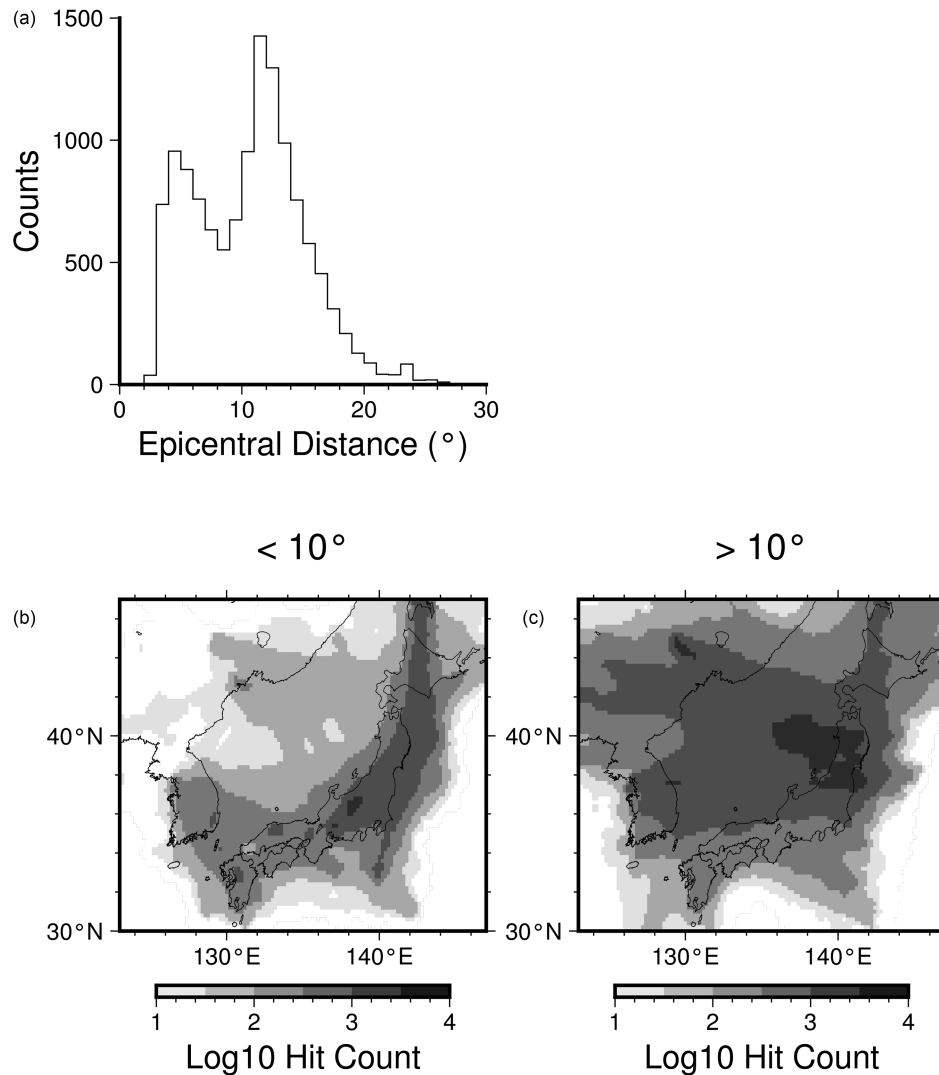 (a)
1500
1000
500
0
Counts
0 10 20 30
Epicentral Distance (°)
< 10°
> 10°
(b)
(c)
40°N
40°N
30°N
30°N
130°E 140°E
130°E 140°E
1 2 3 4
1 2 3 4
Log10 Hit Count
Log10 Hit Count